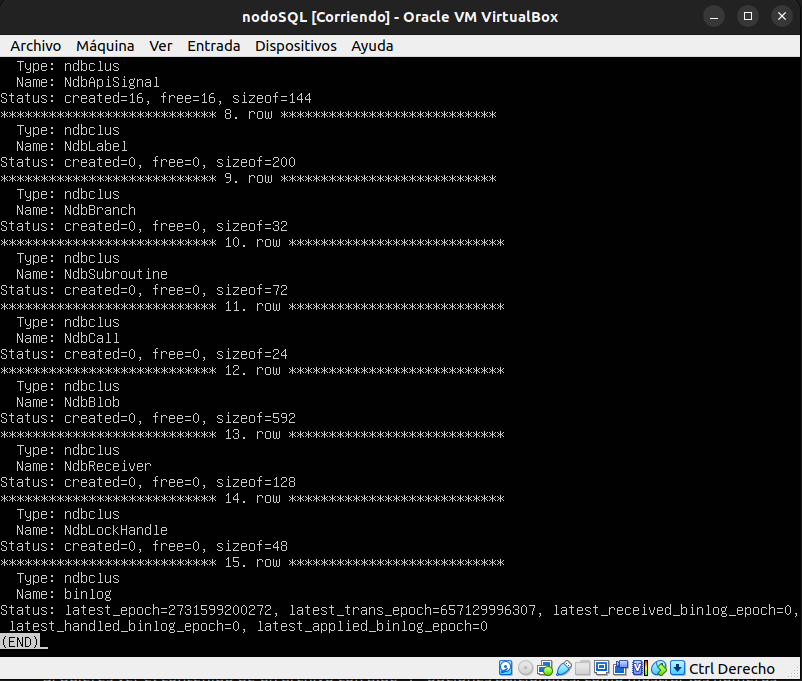 nodoSQL [Corriendo] - Oracle VM VirtualBox
Archivo Máquina Ver Entrada Dispositivos Ayuda
Type: ndbclus
Name: NdbApiSignal
Status: created=16, free=16, sizeof=144
*************************** 8. row ***************************
Type: ndbclus
Name: NdbLabel
Status: created=0, free=0, sizeof=200
*************************** 9. row ***************************
Type: ndbclus
Name: NdbBranch
Status: created=0, free=0, sizeof=32
*************************** 10. row ***************************
Type: ndbclus
Name: NdbSubroutine
Status: created=0, free=0, sizeof=72
*************************** 11. row ***************************
Type: ndbclus
Name: NdbCall
Status: created=0, free=0, sizeof=24
*************************** 12. row ***************************
Type: ndbclus
Name: NdbBlob
Status: created=0, free=0, sizeof=592
*************************** 13. row ***************************
Type: ndbclus
Name: NdbReceiver
Status: created=0, free=0, sizeof=128
*************************** 14. row ***************************
Type: ndbclus
Name: NdbLockHandle
Status: created=0, free=0, sizeof=48
*************************** 15. row ***************************
Type: ndbclus
Name: binlog
Status: latest_epoch=2731599200272, latest_trans_epoch=657129996307, latest_received_binlog_epoch=0,
latest_handled_binlog_epoch=0, latest_applied_binlog_epoch=0
(END)
Ctrl Derecho